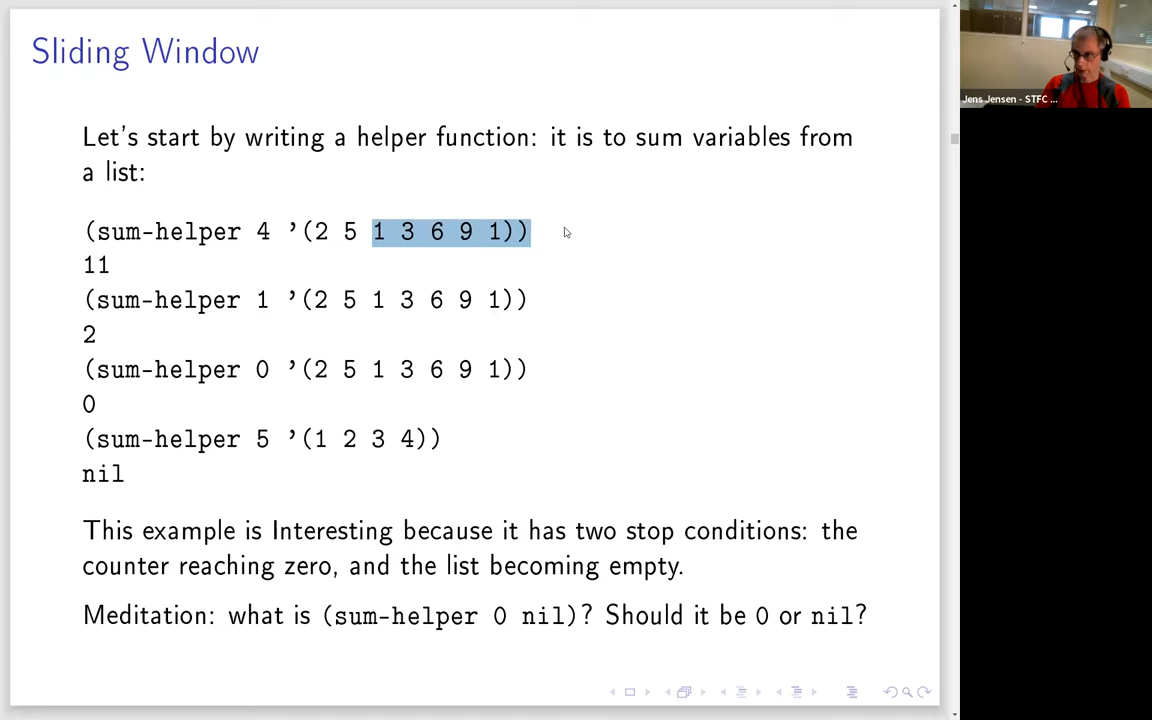 Sliding Window
Let's start by writing a helper function: it is to sum variables from
a list:
(sum-helper 4 '(2 5 1 3 6 9 1))
11
(sum-helper 1 '(2 5 1 3 6 9 1))
2
(sum-helper 0 '(2 5 1 3 6 9 1))
0
(sum-helper 5 '(1 2 3 4))
nil
This example is Interesting because it has two stop conditions: the
counter reaching zero, and the list becoming empty.
Meditation: what is (sum-helper 0 nil)? Should it be 0 or nil?
Jens Jensen - STFC ...